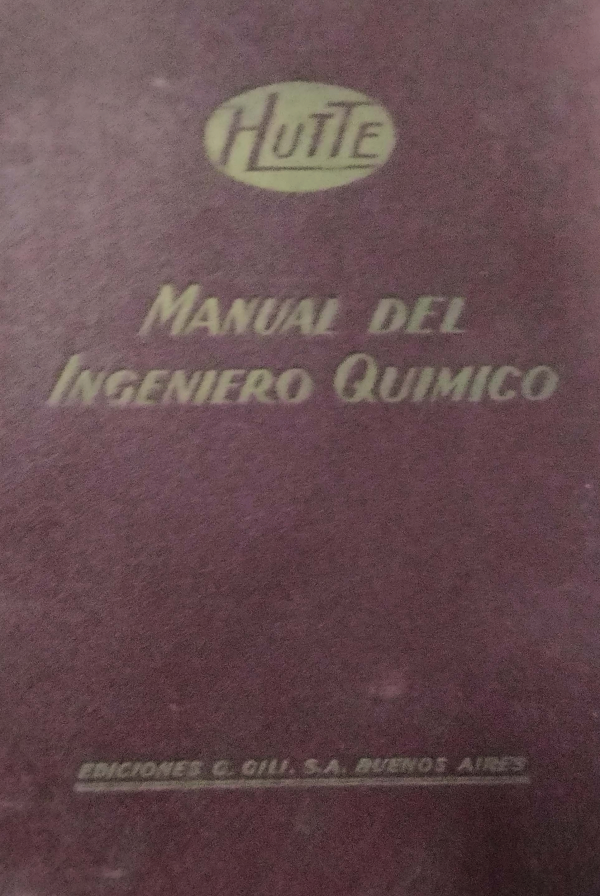 HUTTE
MANUAL DEL
INGENIERO QUIMICO
EDICIONES G. GILI, S.A. BUENOS AIRES